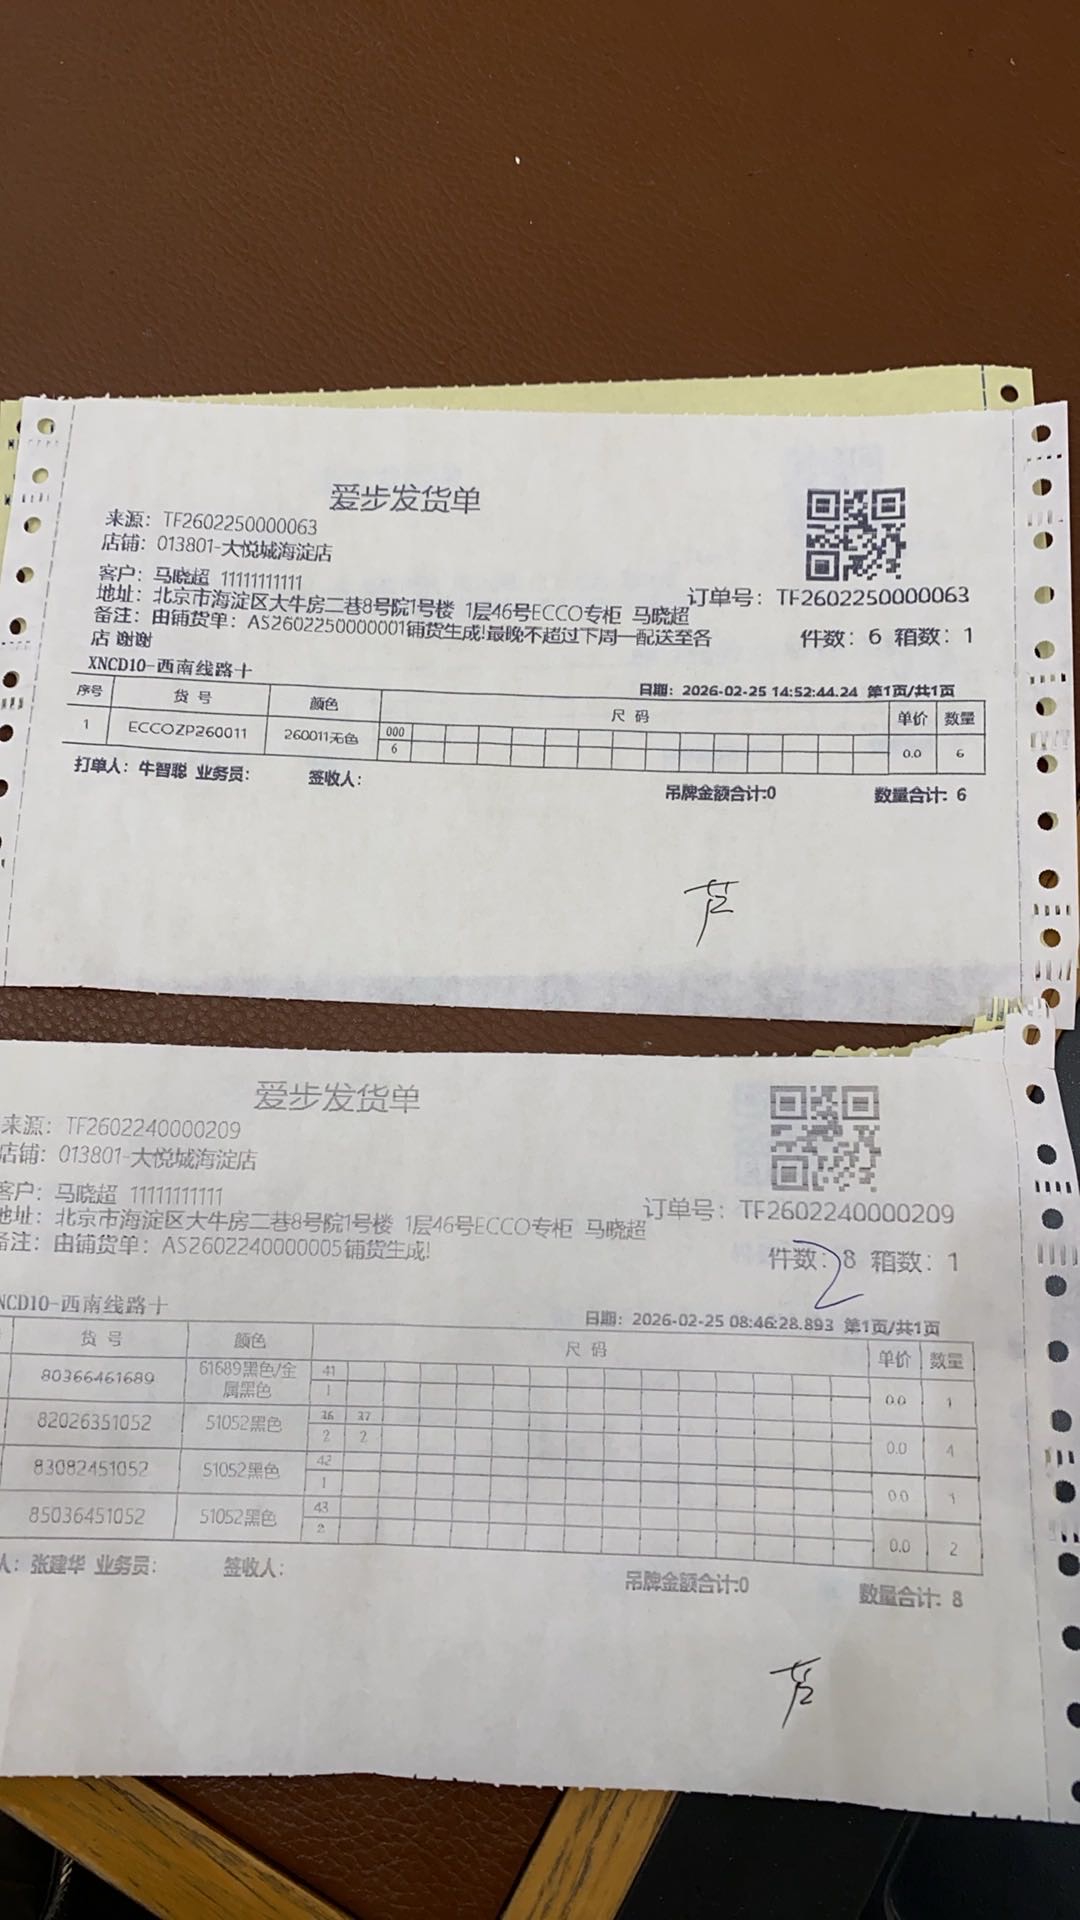 爱步发货单
来源：TF2602250000063
店铺：013801-大悦城海淀店
客户：马晓超 11111111111
地址：北京市海淀区大牛房二巷8号院1号楼 1层46号ECCO专柜 马晓超
订单号：TF2602250000063
备注：由铺货单：AS2602250000001铺货生成!最晚不超过下周一配送至各
店 谢谢
件数：6 箱数：1
XNCD10-西南线路十
日期：2026-02-25 14:52:44.24 第1页/共1页
序号 货 号 颜色 尺 码 单价 数量
1 ECCOZP260011 260011无色 000 0.0 6
6
打单人：牛智聪 业务员： 签收人： 吊牌金额合计:0 数量合计：6
爱步发货单
来源：TF2602240000209
店铺：013801-大悦城海淀店
客户：马晓超 11111111111
地址：北京市海淀区大牛房二巷8号院1号楼 1层46号ECCO专柜 马晓超
订单号：TF2602240000209
备注：由铺货单：AS2602240000005铺货生成!
件数：8 箱数：1
2
NCD10-西南线路十
日期：2026-02-25 08:46:28.893 第1页/共1页
货 号 颜色 尺 码 单价 数量
80366461689 61689黑色/金属黑色 41 0.0 1
1
82026351052 51052黑色 36 37 0.0 4
2 2
83082451052 51052黑色 42 0.0 1
1
85036451052 51052黑色 43 0.0 2
2
人：张建华 业务员： 签收人： 吊牌金额合计:0 数量合计：8